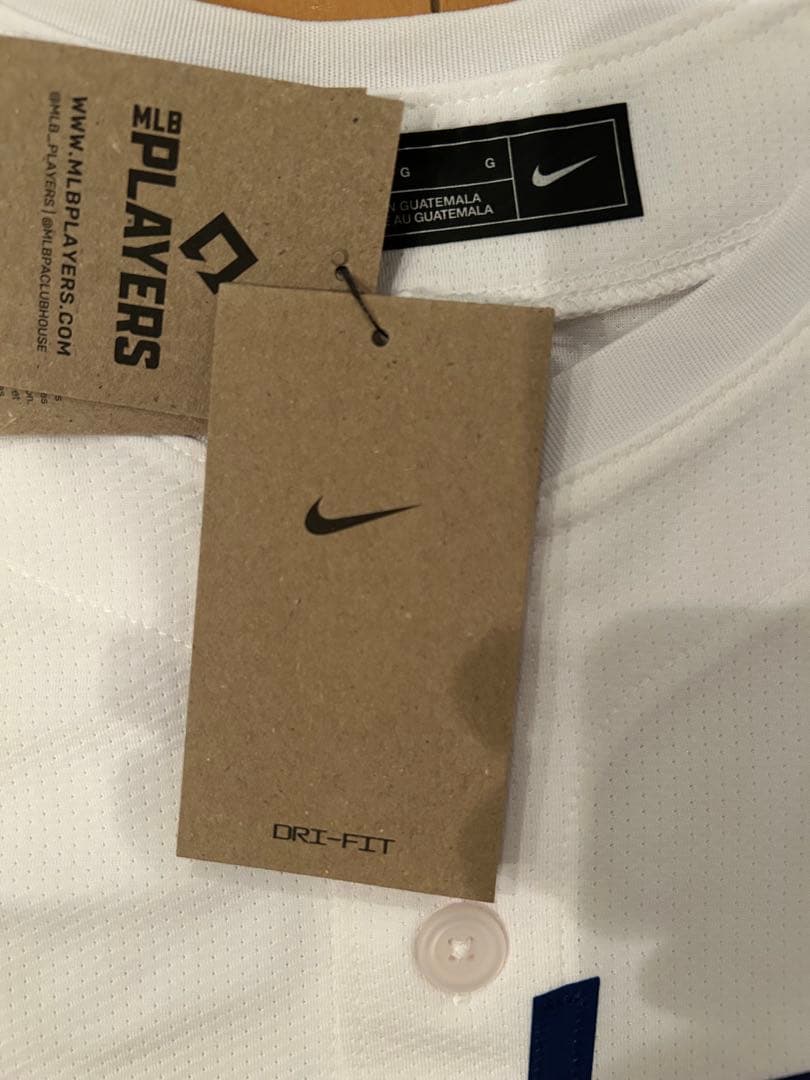 MLB
PLAYERS
WWW.MLBPLAYERS.COM
@MLB_PLAYERS | @MLBPACLUBHOUSE
G G
GUATEMALA
AU GUATEMALA
DRI-FIT